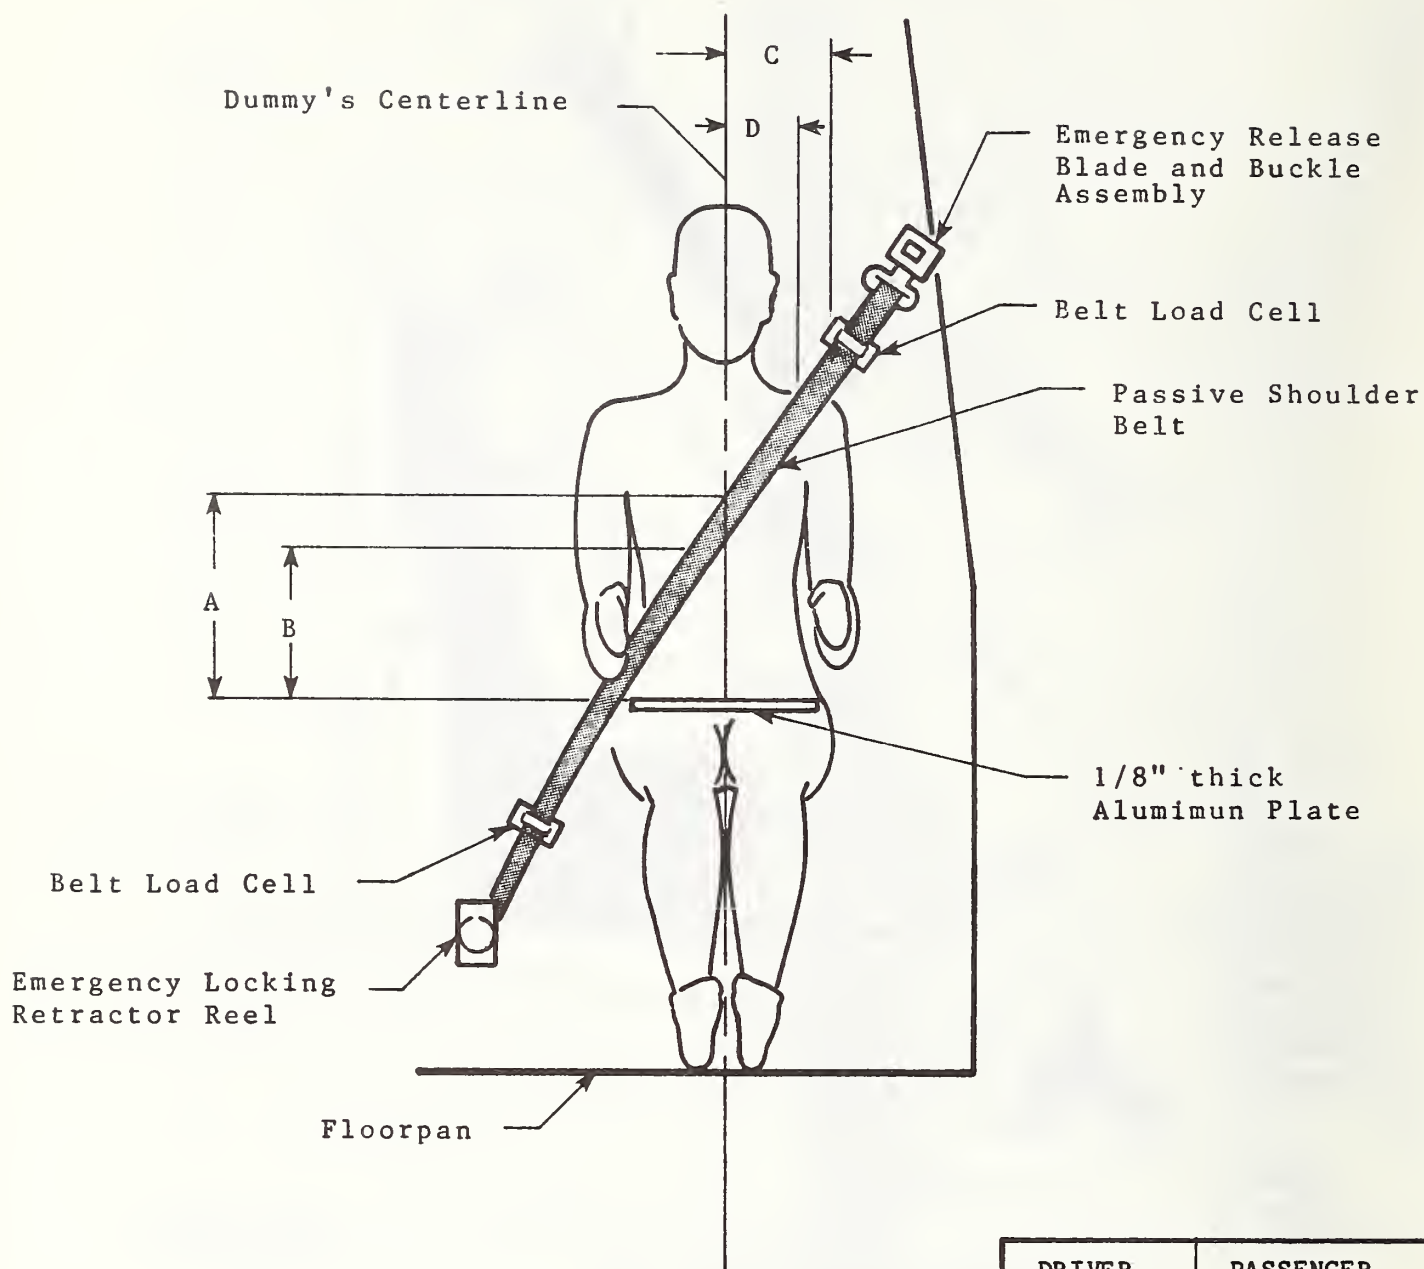 C
Dummy's Centerline
D
Emergency Release
Blade and Buckle
Assembly
Belt Load Cell
Passive Shoulder
Belt
A
B
1/8" thick
Alumimun Plate
Belt Load Cell
Emergency Locking
Retractor Reel
Floorpan
DRIVER PASSENGER